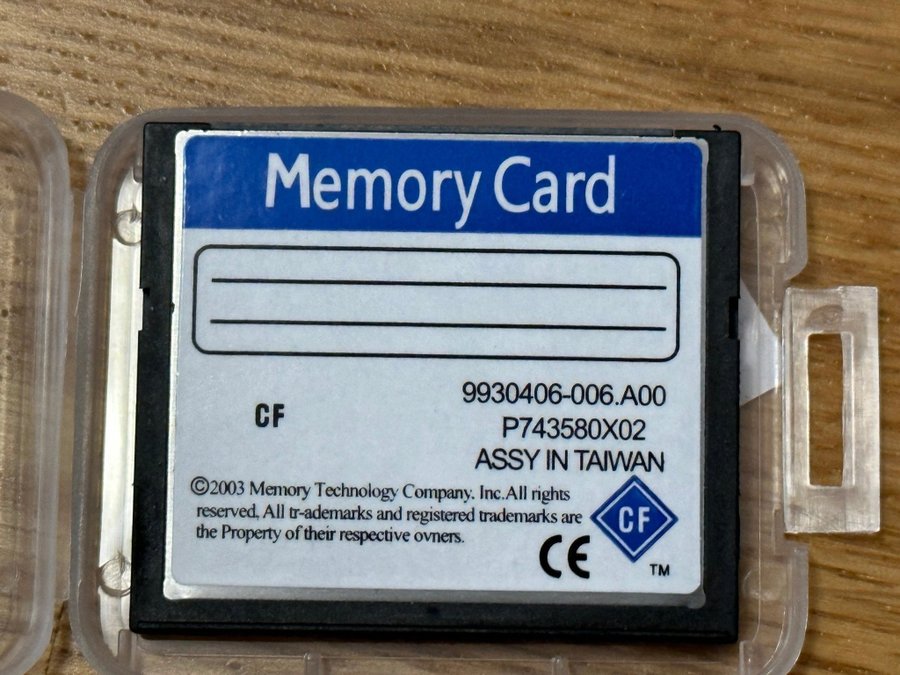 Memory Card
9930406-006.A00
CF
P743580X02
ASSY IN TAIWAN
©2003 Memory Technology Company. Inc.All rights
reserved. All tr-ademarks and registered trademarks are
the Property of their respective owners.
CF
CE
TM